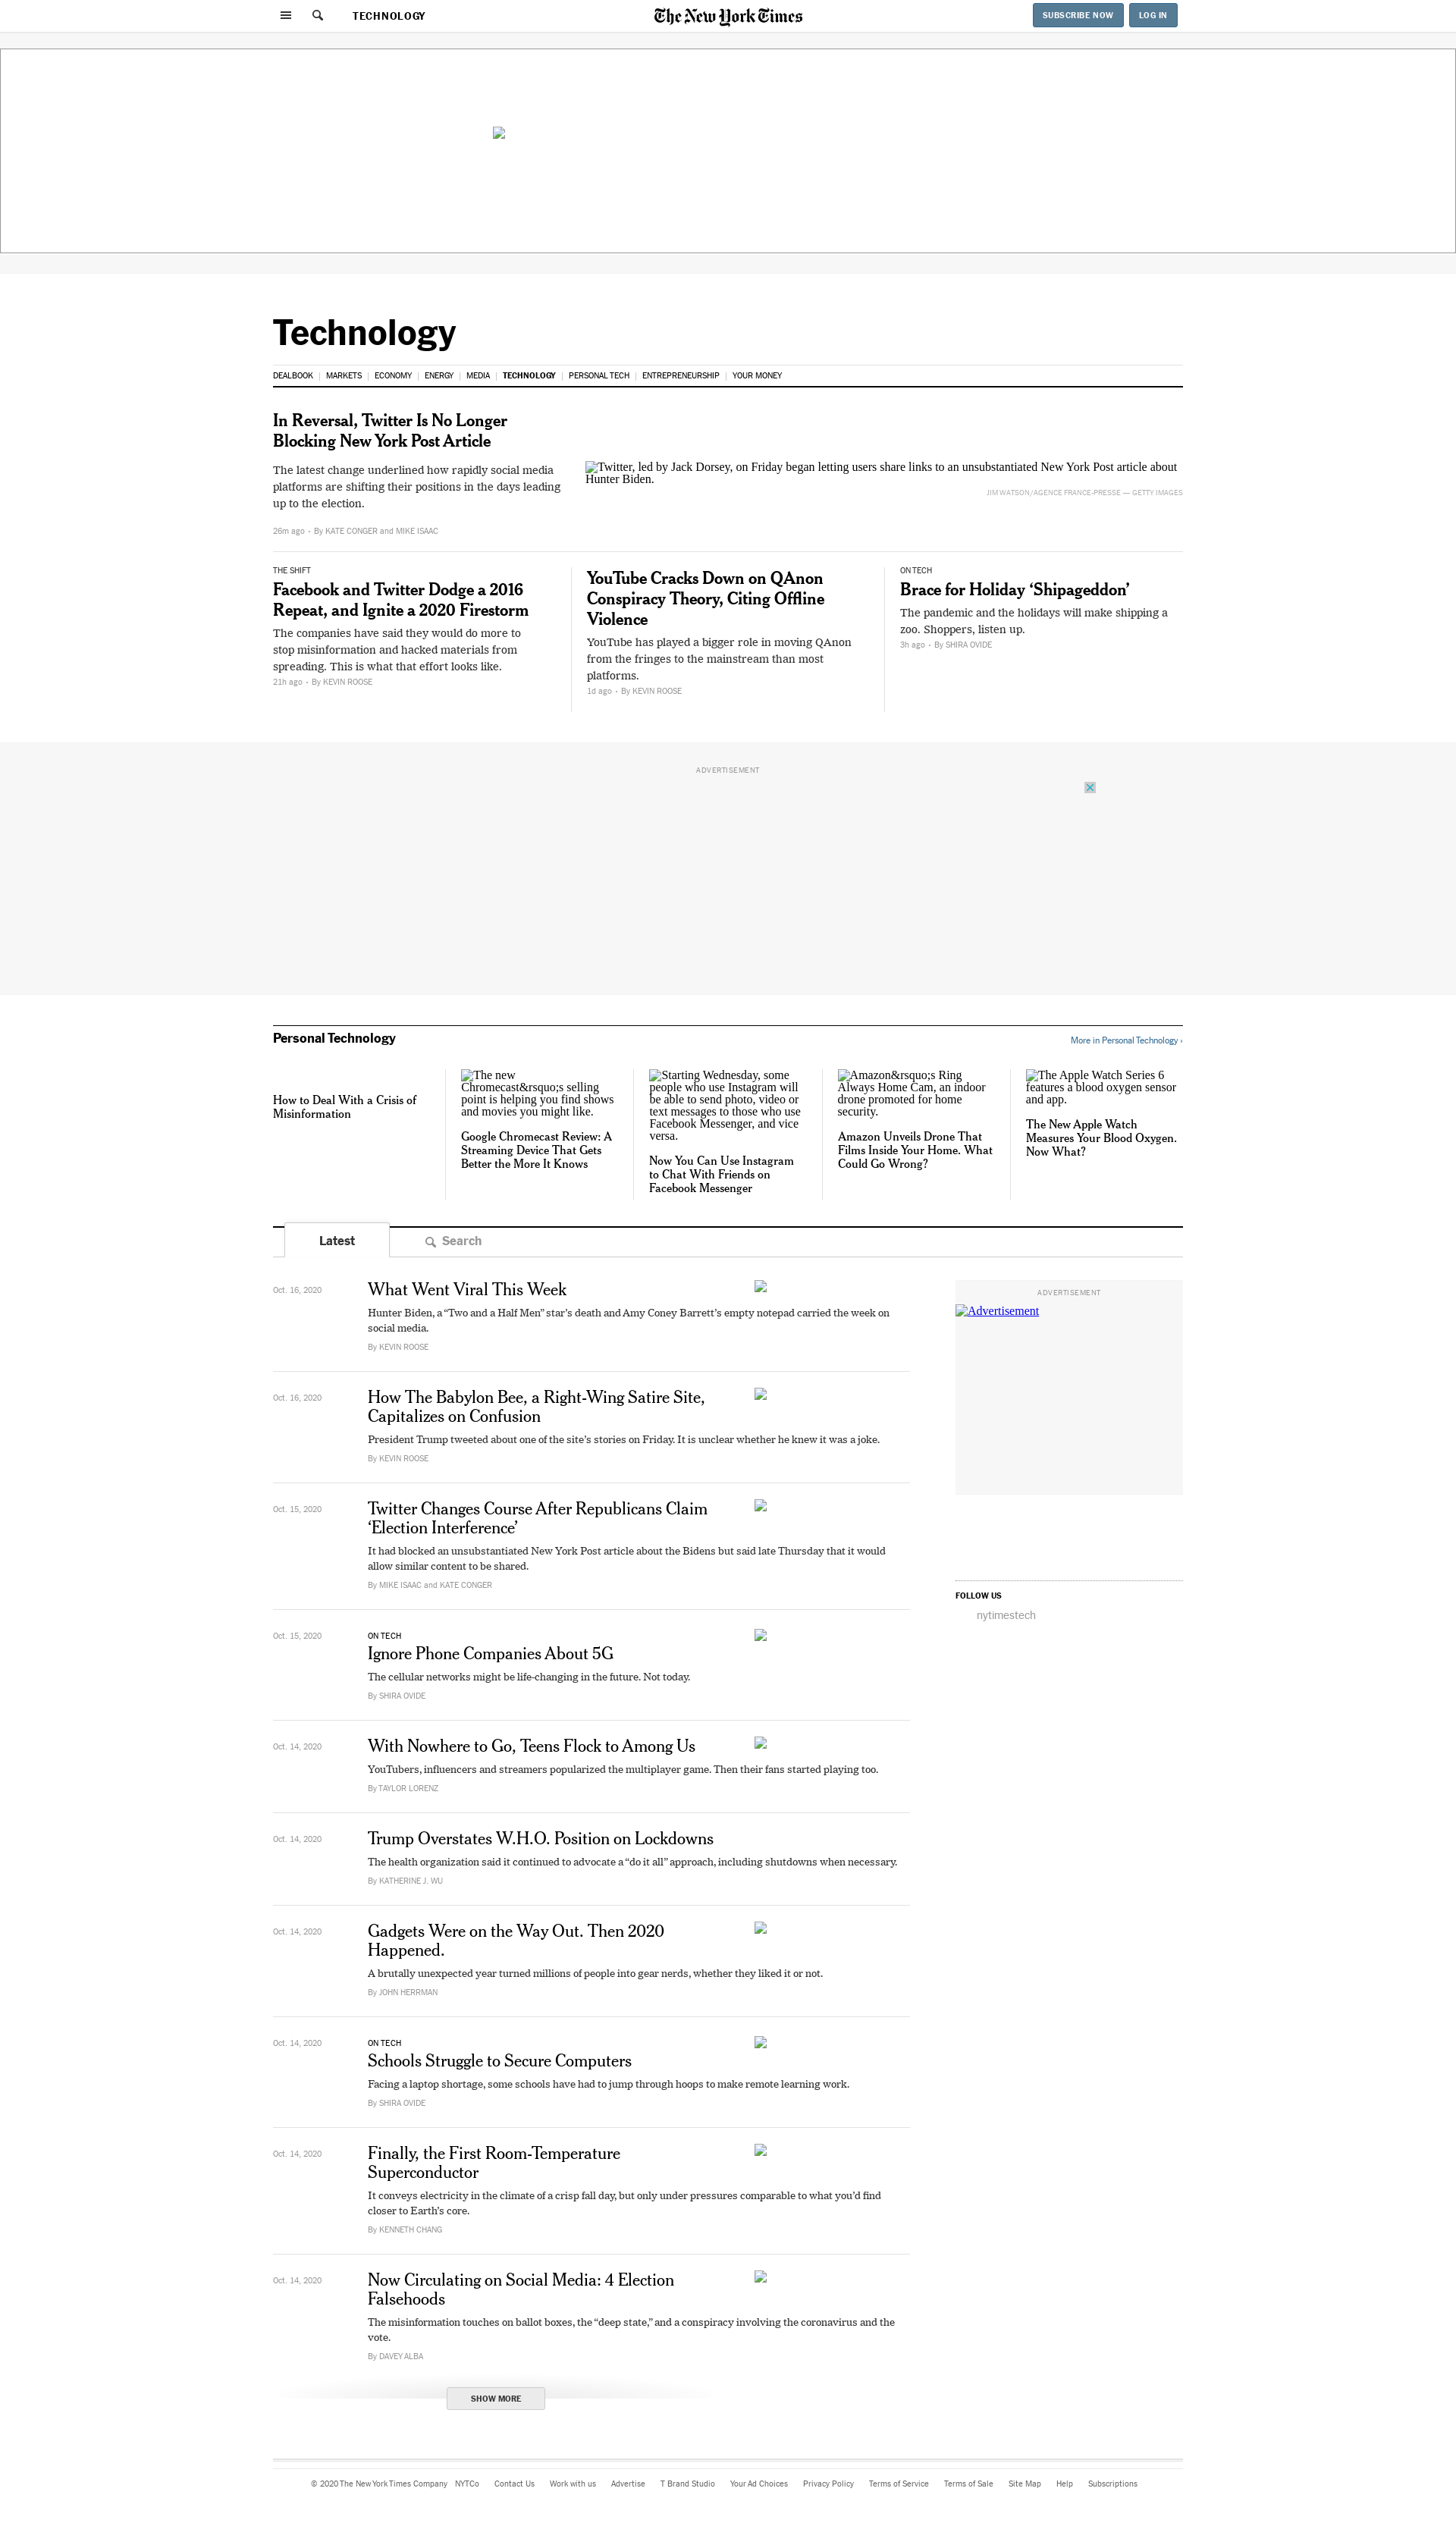 TECHNOLOGY
The New York Times
SUBSCRIBE NOW
LOG IN
Technology
DEALBOOK
MARKETS
ECONOMY
ENERGY
MEDIA
TECHNOLOGY
PERSONAL TECH
ENTREPRENEURSHIP
YOUR MONEY
In Reversal, Twitter Is No Longer
Blocking New York Post Article
The latest change underlined how rapidly social media
platforms are shifting their positions in the days leading
up to the election.
26m ago • By KATE CONGER and MIKE ISAAC
Twitter, led by Jack Dorsey, on Friday began letting users share links to an unsubstantiated New York Post article about
Hunter Biden.
JIM WATSON/AGENCE FRANCE-PRESSE — GETTY IMAGES
THE SHIFT
Facebook and Twitter Dodge a 2016
Repeat, and Ignite a 2020 Firestorm
The companies have said they would do more to
stop misinformation and hacked materials from
spreading. This is what that effort looks like.
21h ago • By KEVIN ROOSE
YouTube Cracks Down on QAnon
Conspiracy Theory, Citing Offline
Violence
YouTube has played a bigger role in moving QAnon
from the fringes to the mainstream than most
platforms.
1d ago • By KEVIN ROOSE
ON TECH
Brace for Holiday ‘Shipageddon’
The pandemic and the holidays will make shipping a
zoo. Shoppers, listen up.
3h ago • By SHIRA OVIDE
ADVERTISEMENT
Personal Technology
More in Personal Technology ›
How to Deal With a Crisis of
Misinformation
The new
Chromecast&rsquo;s selling
point is helping you find shows
and movies you might like.
Google Chromecast Review: A
Streaming Device That Gets
Better the More It Knows
Starting Wednesday, some
people who use Instagram will
be able to send photo, video or
text messages to those who use
Facebook Messenger, and vice
versa.
Now You Can Use Instagram
to Chat With Friends on
Facebook Messenger
Amazon&rsquo;s Ring
Always Home Cam, an indoor
drone promoted for home
security.
Amazon Unveils Drone That
Films Inside Your Home. What
Could Go Wrong?
The Apple Watch Series 6
features a blood oxygen sensor
and app.
The New Apple Watch
Measures Your Blood Oxygen.
Now What?
Latest
Search
Oct. 16, 2020
What Went Viral This Week
Hunter Biden, a “Two and a Half Men” star’s death and Amy Coney Barrett’s empty notepad carried the week on
social media.
By KEVIN ROOSE
Oct. 16, 2020
How The Babylon Bee, a Right-Wing Satire Site,
Capitalizes on Confusion
President Trump tweeted about one of the site’s stories on Friday. It is unclear whether he knew it was a joke.
By KEVIN ROOSE
Oct. 15, 2020
Twitter Changes Course After Republicans Claim
‘Election Interference’
It had blocked an unsubstantiated New York Post article about the Bidens but said late Thursday that it would
allow similar content to be shared.
By MIKE ISAAC and KATE CONGER
Oct. 15, 2020
ON TECH
Ignore Phone Companies About 5G
The cellular networks might be life-changing in the future. Not today.
By SHIRA OVIDE
Oct. 14, 2020
With Nowhere to Go, Teens Flock to Among Us
YouTubers, influencers and streamers popularized the multiplayer game. Then their fans started playing too.
By TAYLOR LORENZ
Oct. 14, 2020
Trump Overstates W.H.O. Position on Lockdowns
The health organization said it continued to advocate a “do it all” approach, including shutdowns when necessary.
By KATHERINE J. WU
Oct. 14, 2020
Gadgets Were on the Way Out. Then 2020
Happened.
A brutally unexpected year turned millions of people into gear nerds, whether they liked it or not.
By JOHN HERRMAN
Oct. 14, 2020
ON TECH
Schools Struggle to Secure Computers
Facing a laptop shortage, some schools have had to jump through hoops to make remote learning work.
By SHIRA OVIDE
Oct. 14, 2020
Finally, the First Room-Temperature
Superconductor
It conveys electricity in the climate of a crisp fall day, but only under pressures comparable to what you’d find
closer to Earth’s core.
By KENNETH CHANG
Oct. 14, 2020
Now Circulating on Social Media: 4 Election
Falsehoods
The misinformation touches on ballot boxes, the “deep state,” and a conspiracy involving the coronavirus and the
vote.
By DAVEY ALBA
SHOW MORE
ADVERTISEMENT
Advertisement
FOLLOW US
nytimestech
© 2020 The New York Times Company
NYTCo
Contact Us
Work with us
Advertise
T Brand Studio
Your Ad Choices
Privacy Policy
Terms of Service
Terms of Sale
Site Map
Help
Subscriptions